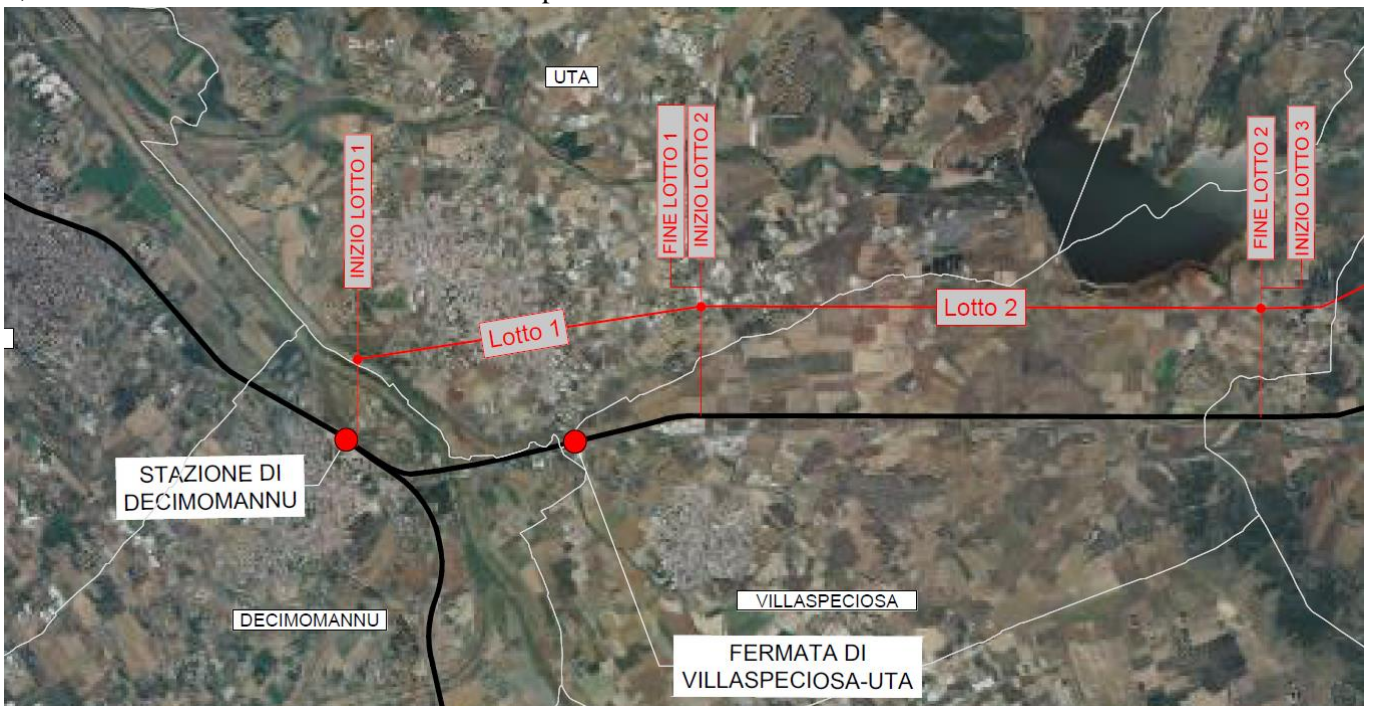 UTA
INIZIO LOTTO 1
FINE LOTTO 1
INIZIO LOTTO 2
FINE LOTTO 2
INIZIO LOTTO 3
Lotto 1
Lotto 2
STAZIONE DI
DECIMOMANNU
DECIMOMANNU
VILLASPECIOSA
FERMATA DI
VILLASPECIOSA-UTA